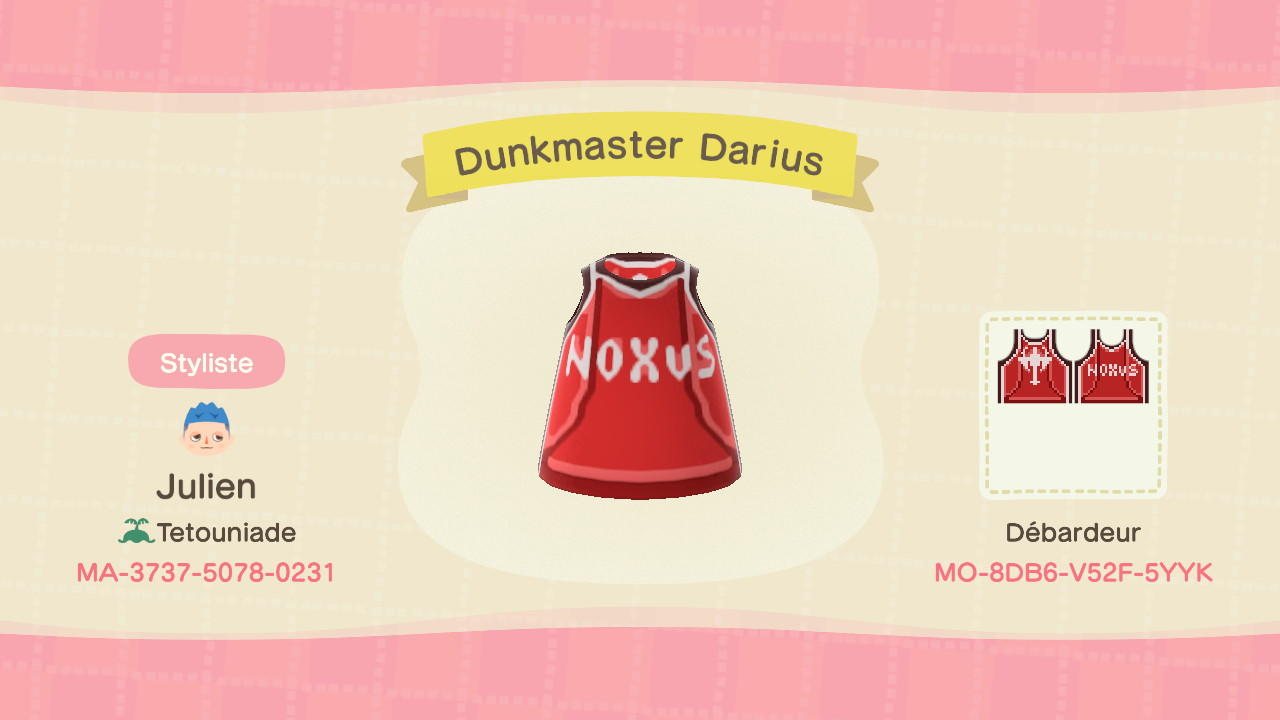 Dunkmaster Darius
NOXUS
Styliste
Julien
Tetouniade
MA-3737-5078-0231
NOXUS
Débardeur
MO-8DB6-V52F-5YYK